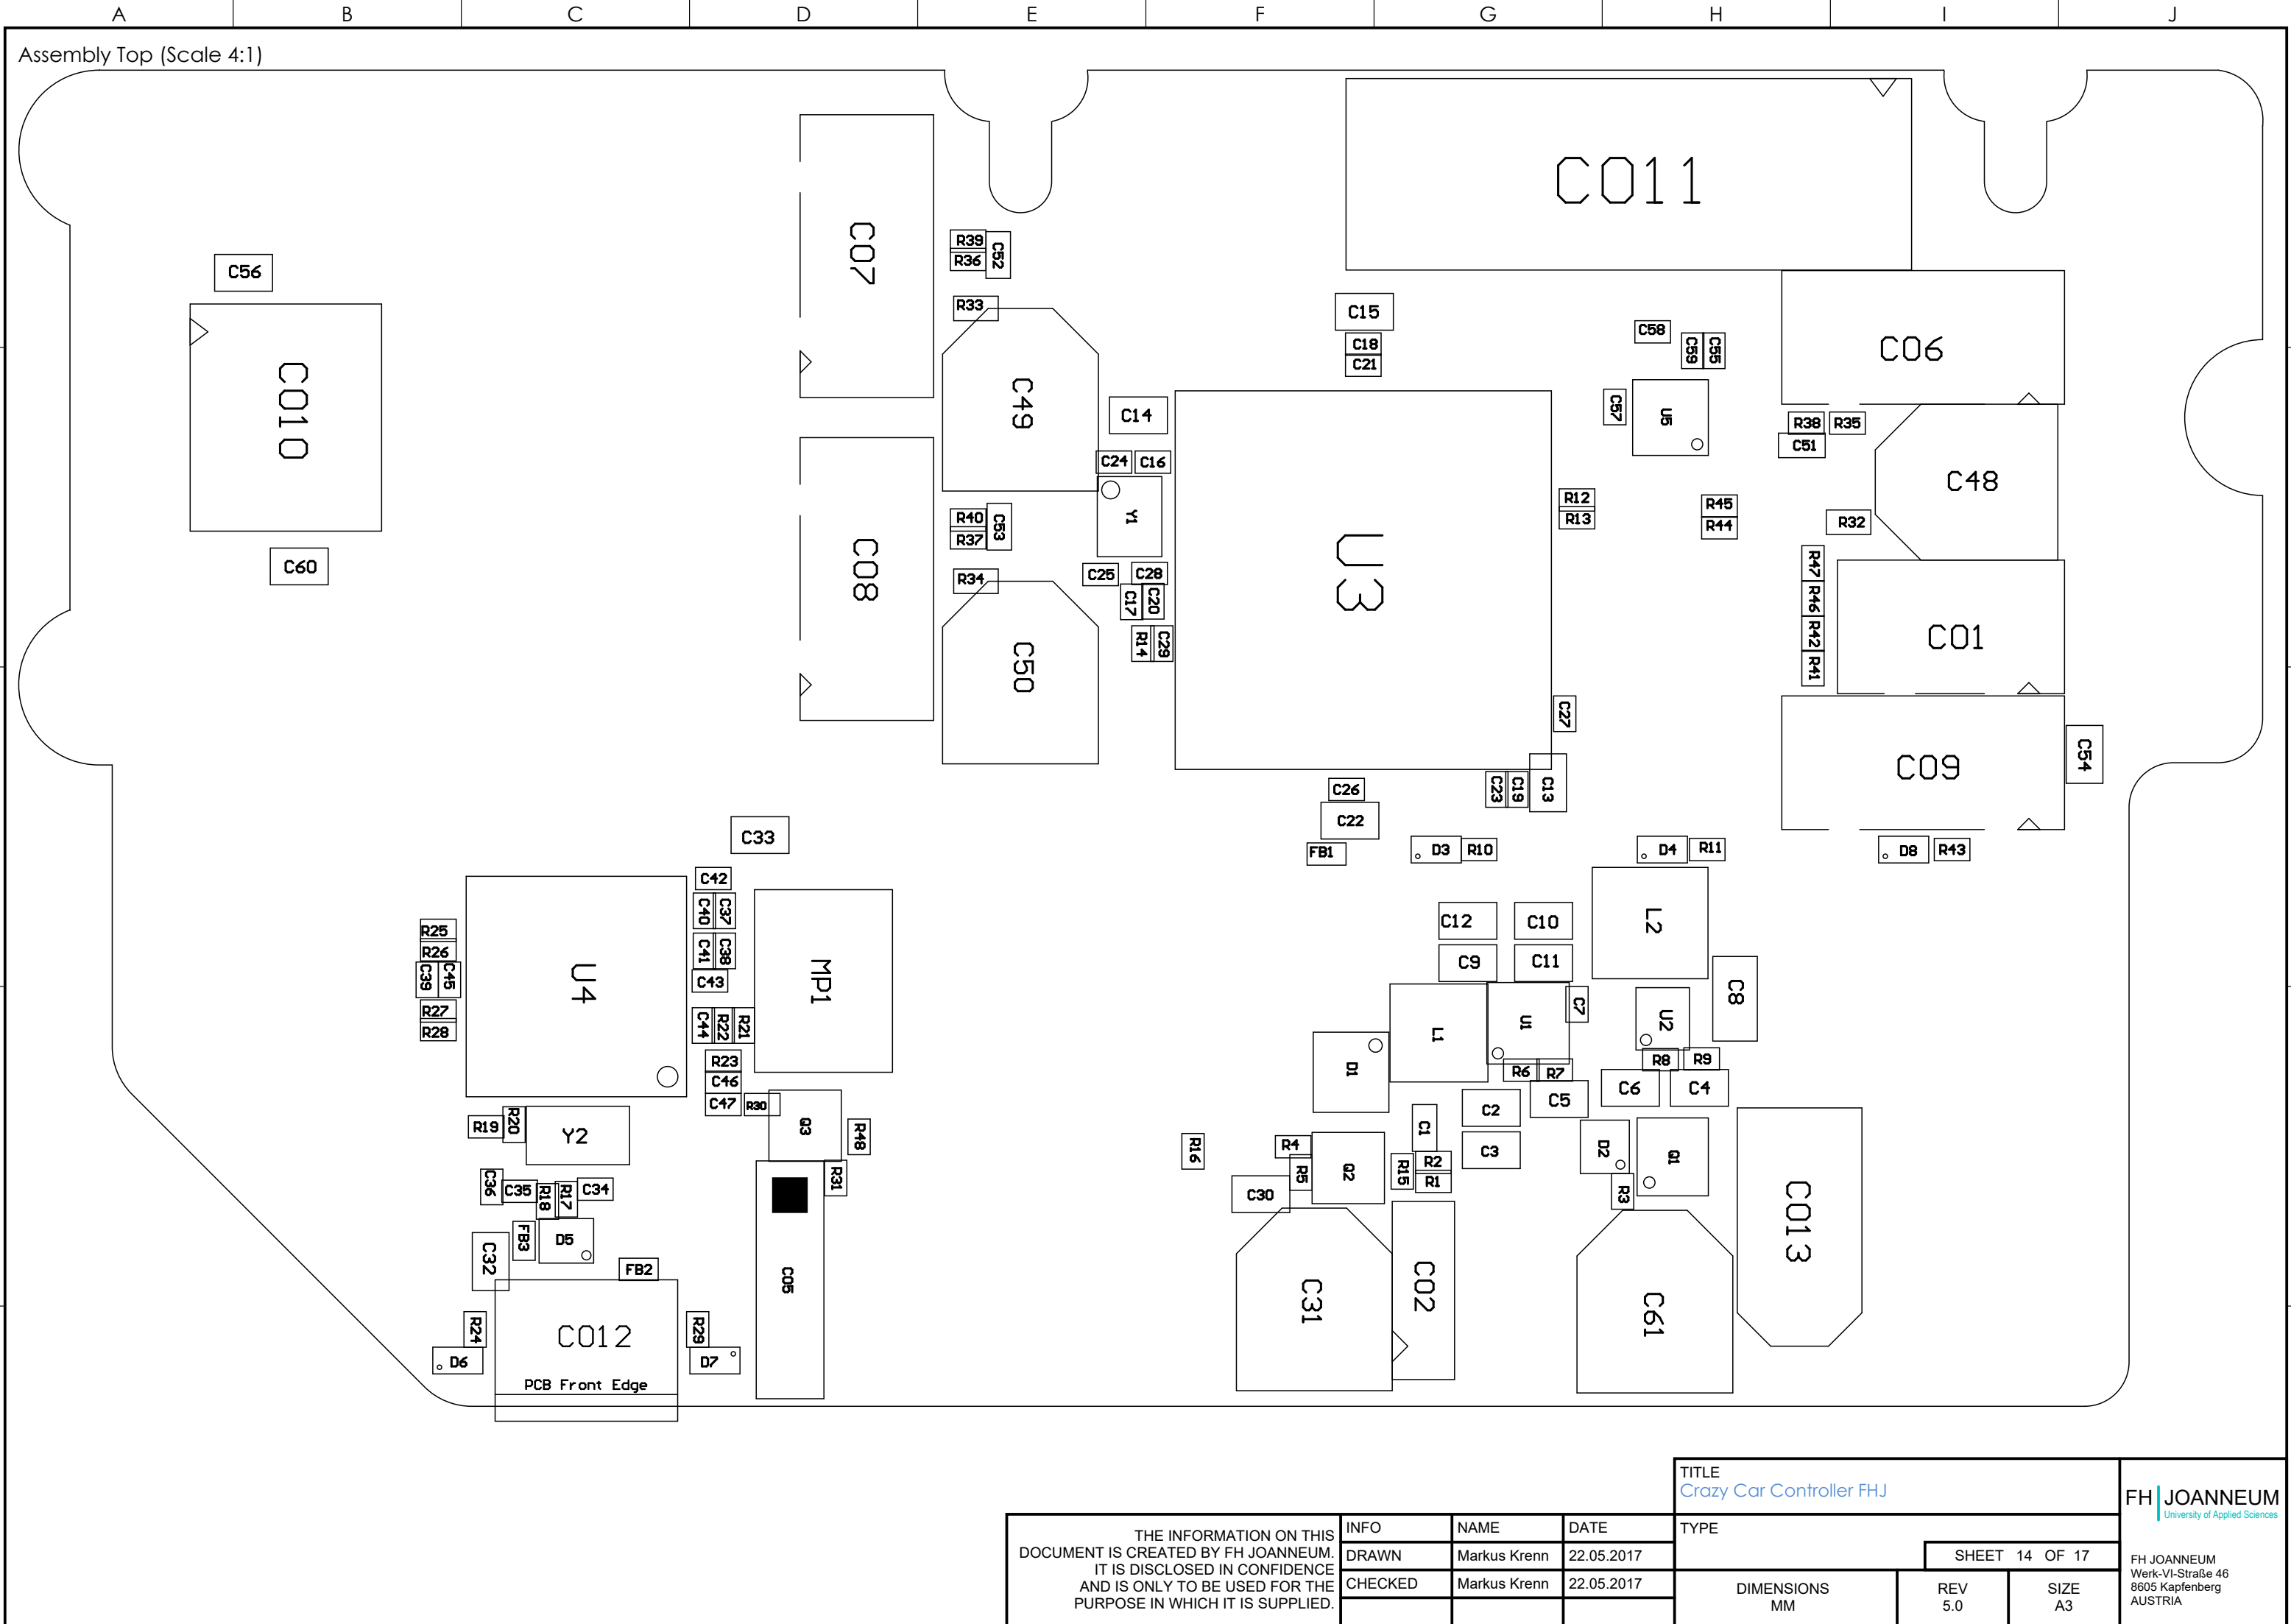 A B C D E F G H I J
Assembly Top (Scale 4:1)
CO11
CO7
R39
R36
C52
C56
R33
C15
C18
C21
C58
C59
C55
CO6
CO10
C49
C14
C57
U5
R38
R35
C51
C24
C16
C48
Y1
R12
R13
R45
R44
R32
R40
R37
C53
CO8
C60
R34
C25
C28
C17
C20
U3
R47
R46
R42
R41
CO1
R14
C29
C50
C27
CO9
C54
C26
C23
C19
C13
C22
FB1
C33
D3
R10
D4
R11
D8
R43
C42
C40
C37
C12
C10
L2
R25
R26
C41
C38
C9
C11
C39
C45
U4
C43
MP1
C8
R27
R28
C44
R22
R21
C7
U1
U2
L1
D1
R23
C46
C47
R30
R6
R7
R8
R9
C5
C6
C4
C2
C3
C1
R19
R20
Y2
Q3
R48
R16
R4
R5
Q2
R15
R2
R1
D2
Q1
R3
C36
C35
R18
R17
C34
R31
C30
CO13
FB3
D5
C32
FB2
CO5
C31
CO2
C61
R24
CO12
R29
D6
D7
PCB Front Edge
TITLE
Crazy Car Controller FHJ
FH JOANNEUM
University of Applied Sciences
THE INFORMATION ON THIS
DOCUMENT IS CREATED BY FH JOANNEUM.
IT IS DISCLOSED IN CONFIDENCE
AND IS ONLY TO BE USED FOR THE
PURPOSE IN WHICH IT IS SUPPLIED.
INFO NAME DATE
DRAWN Markus Krenn 22.05.2017
CHECKED Markus Krenn 22.05.2017
TYPE
SHEET 14 OF 17
DIMENSIONS
MM
REV
5.0
SIZE
A3
FH JOANNEUM
Werk-VI-Straße 46
8605 Kapfenberg
AUSTRIA